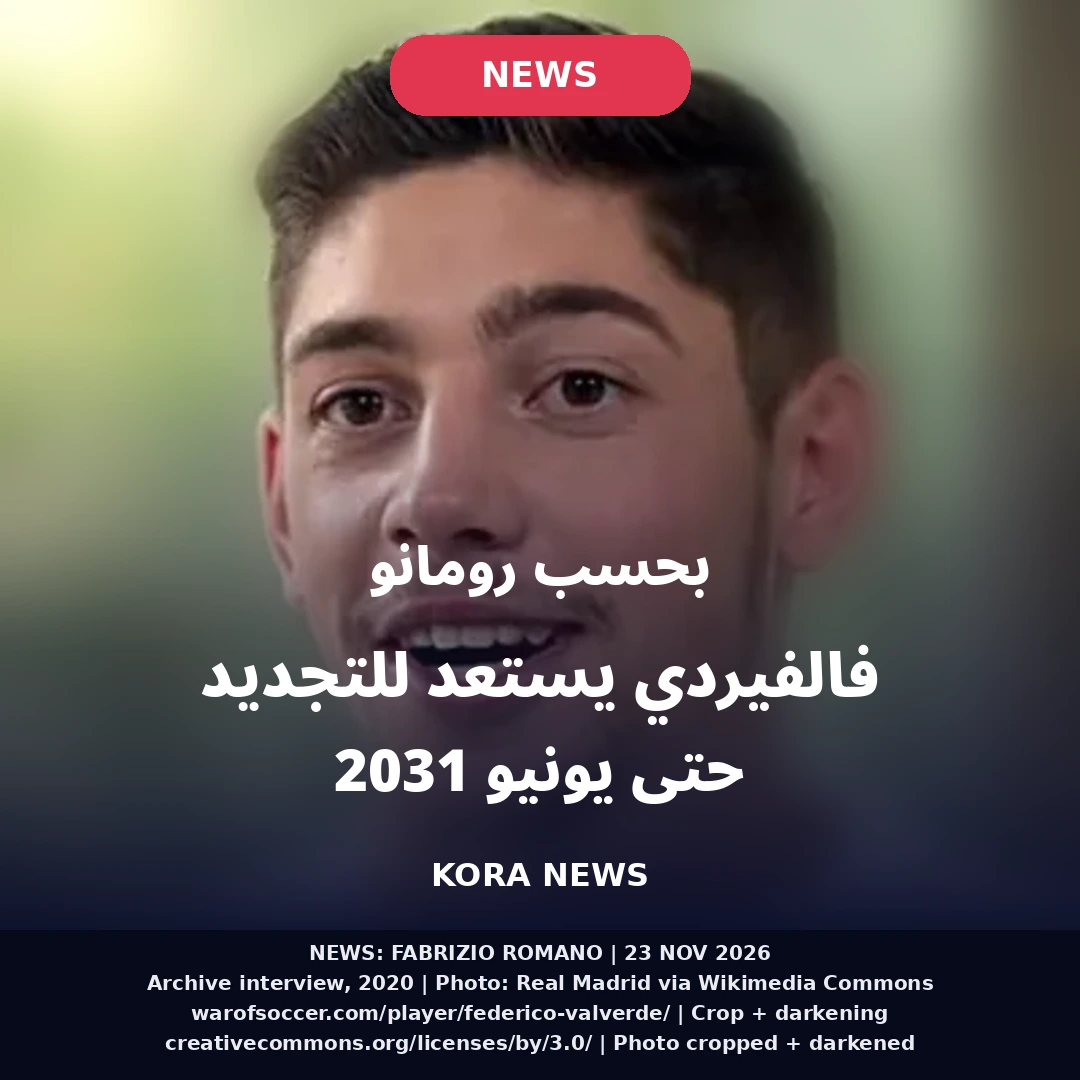 NEWS
بحسب رومانو
فالفيردي يستعد للتجديد
حتى يونيو 2031
KORA NEWS
NEWS: FABRIZIO ROMANO | 23 NOV 2026
Archive interview, 2020 | Photo: Real Madrid via Wikimedia Commons
warofsoccer.com/player/federico-valverde/ | Crop + darkening
creativecommons.org/licenses/by/3.0/ | Photo cropped + darkened